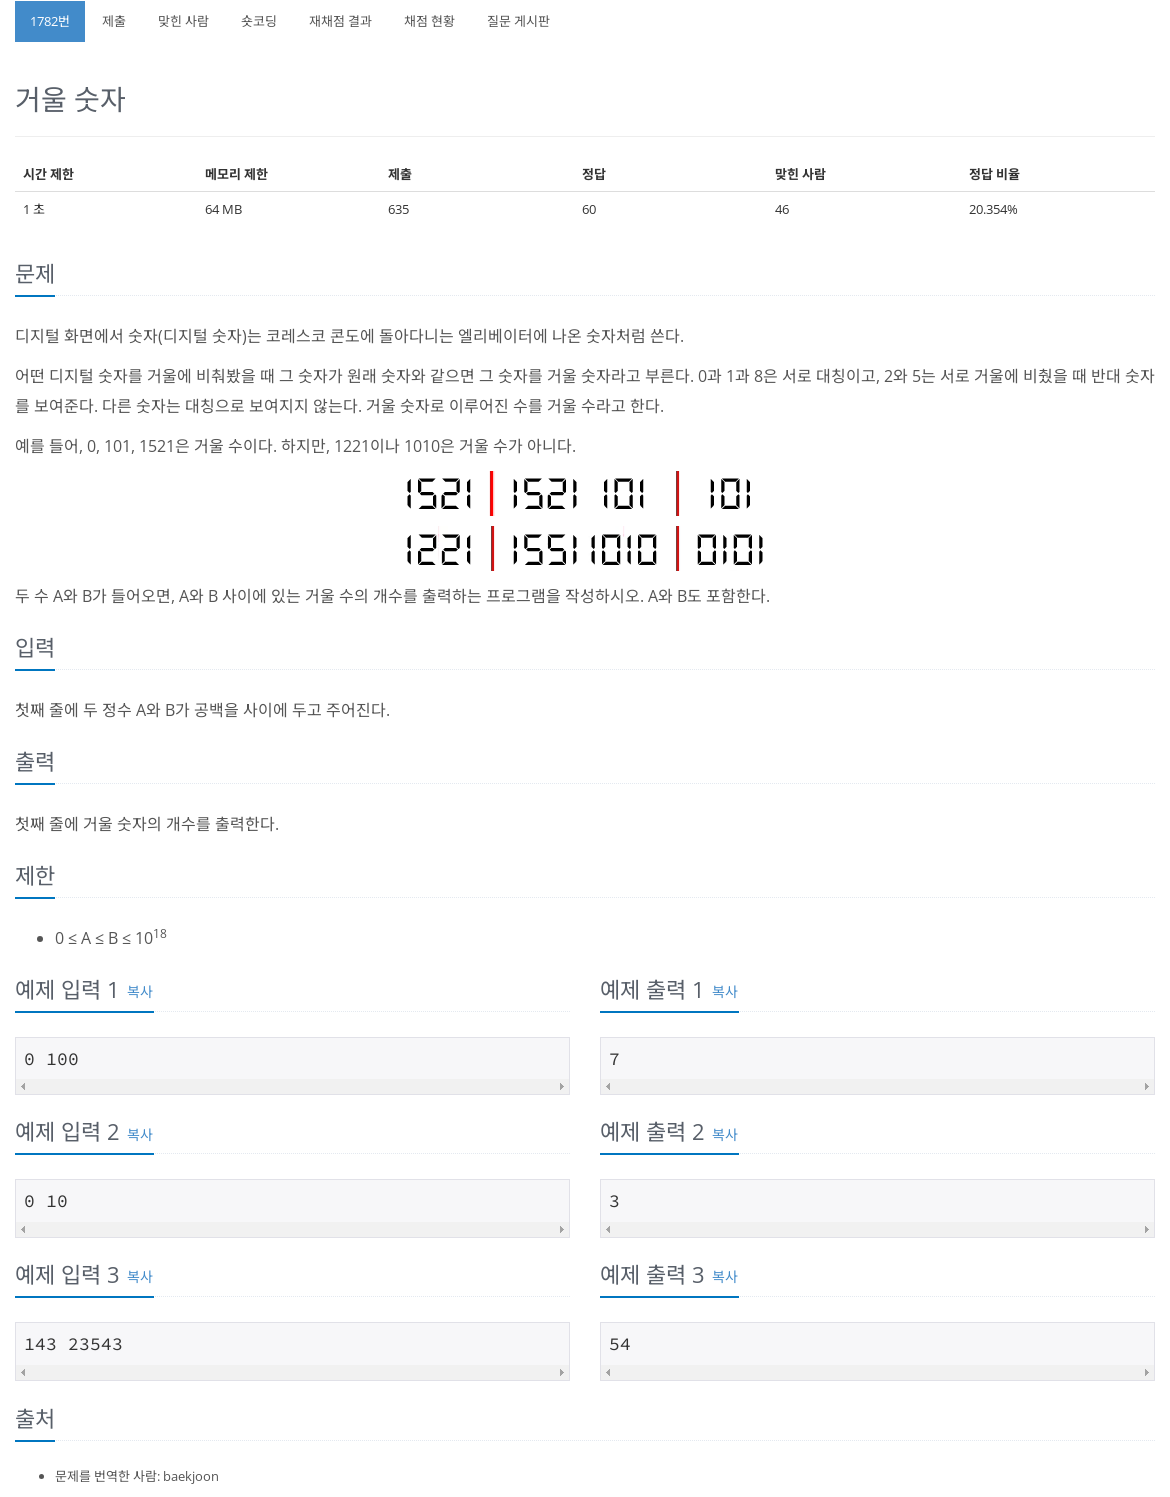 1782번 제출 맞힌 사람 숏코딩 재채점 결과 채점 현황 질문 게시판
거울 숫자
시간 제한 메모리 제한 제출 정답 맞힌 사람 정답 비율
1 초 64 MB 635 60 46 20.354%
문제
디지털 화면에서 숫자(디지털 숫자)는 코레스코 콘도에 돌아다니는 엘리베이터에 나온 숫자처럼 쓴다.
어떤 디지털 숫자를 거울에 비춰봤을 때 그 숫자가 원래 숫자와 같으면 그 숫자를 거울 숫자라고 부른다. 0과 1과 8은 서로 대칭이고, 2와 5는 서로 거울에 비췄을 때 반대 숫자
를 보여준다. 다른 숫자는 대칭으로 보여지지 않는다. 거울 숫자로 이루어진 수를 거울 수라고 한다.
예를 들어, 0, 101, 1521은 거울 수이다. 하지만, 1221이나 1010은 거울 수가 아니다.
1521 1521 101 101
1221 1551 1010 0101
두 수 A와 B가 들어오면, A와 B 사이에 있는 거울 수의 개수를 출력하는 프로그램을 작성하시오. A와 B도 포함한다.
입력
첫째 줄에 두 정수 A와 B가 공백을 사이에 두고 주어진다.
출력
첫째 줄에 거울 숫자의 개수를 출력한다.
제한
• 0 ≤ A ≤ B ≤ 10^18
예제 입력 1 복사 예제 출력 1 복사
0 100 7
예제 입력 2 복사 예제 출력 2 복사
0 10 3
예제 입력 3 복사 예제 출력 3 복사
143 23543 54
출처
• 문제를 번역한 사람: baekjoon